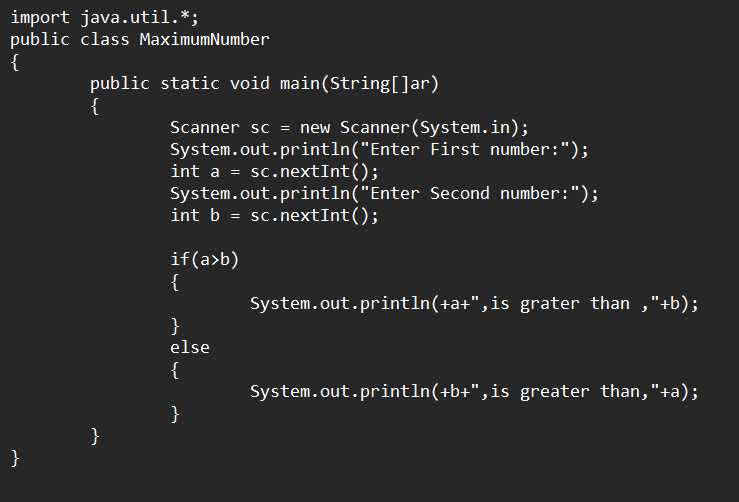 import java.util.*;
public class MaximumNumber
{
        public static void main(String[]ar)
        {
                Scanner sc = new Scanner(System.in);
                System.out.println("Enter First number:");
                int a = sc.nextInt();
                System.out.println("Enter Second number:");
                int b = sc.nextInt();

                if(a>b)
                {
                        System.out.println(+a+",is grater than ,"+b);
                }
                else
                {
                        System.out.println(+b+",is greater than,"+a);
                }
        }
}